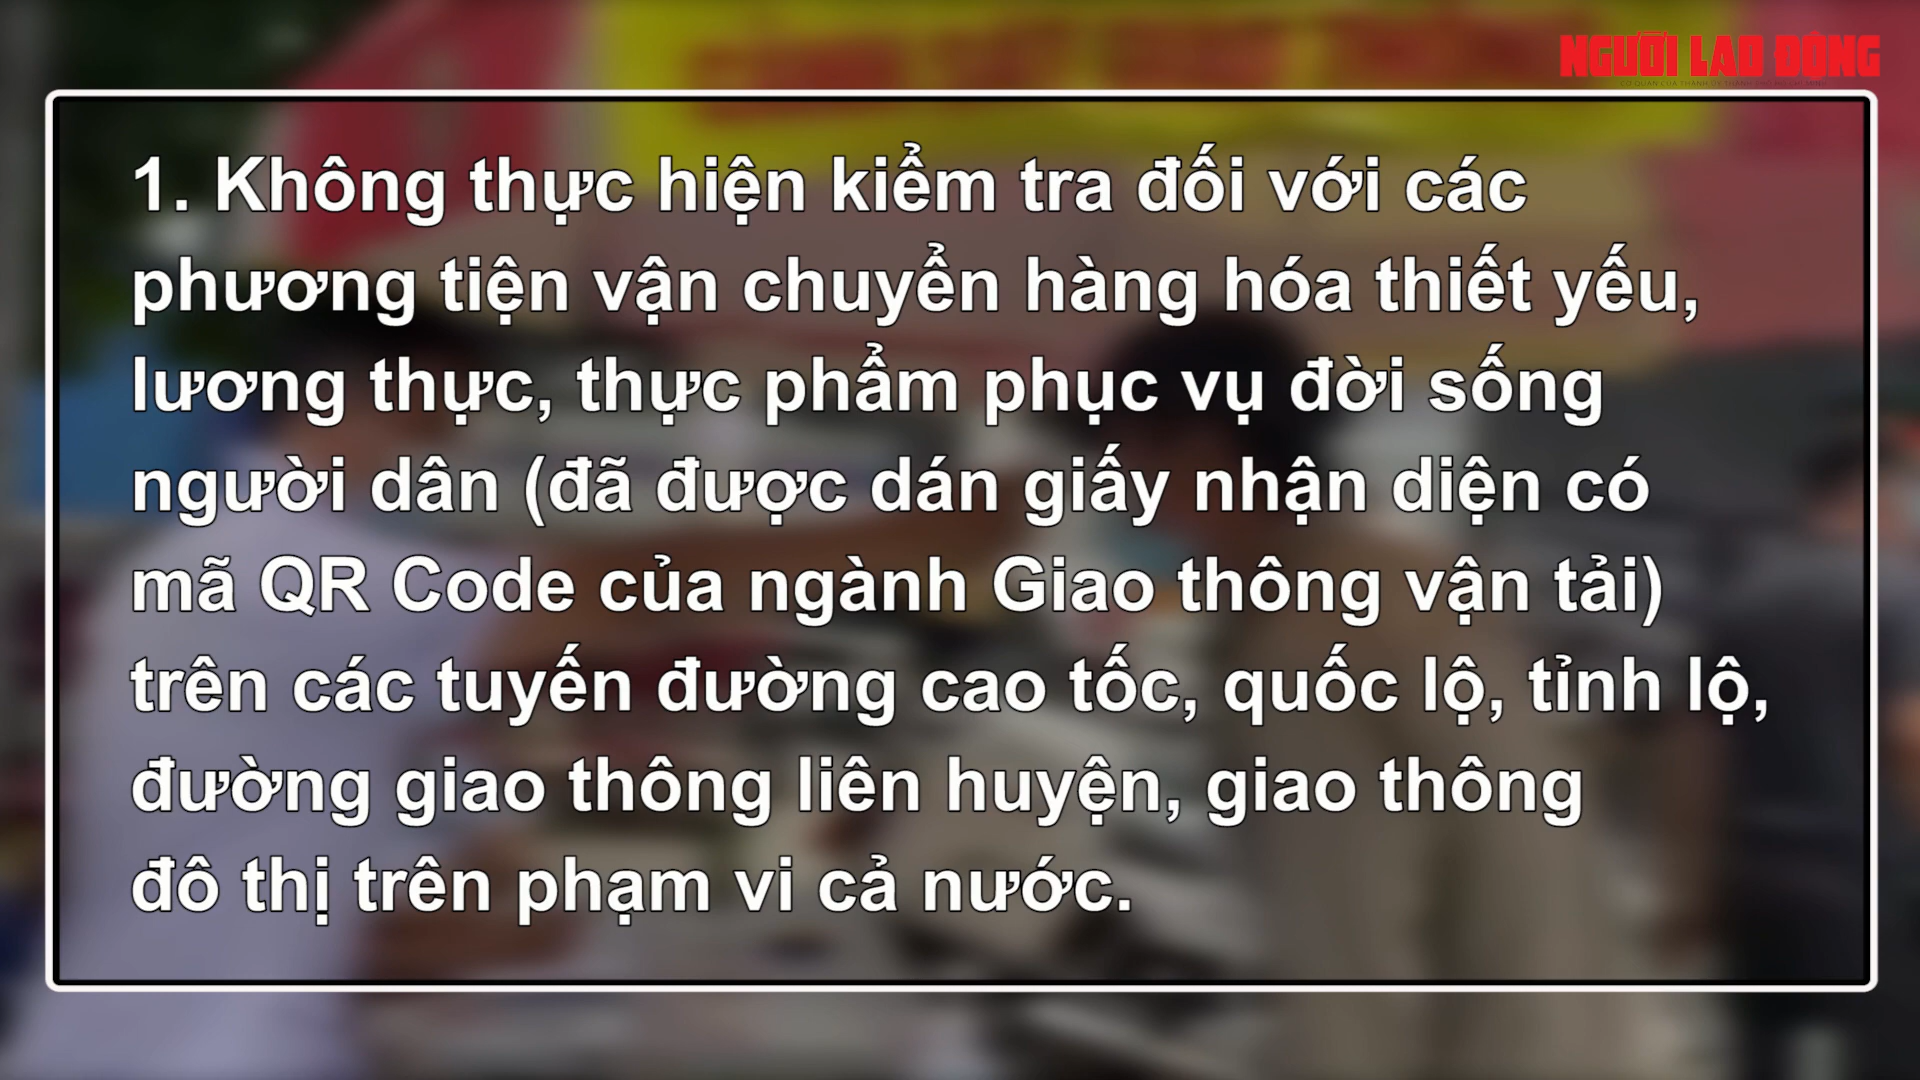 NGƯỜI LAO ĐỘNG
1. Không thực hiện kiểm tra đối với các
phương tiện vận chuyển hàng hóa thiết yếu,
lương thực, thực phẩm phục vụ đời sống
người dân (đã được dán giấy nhận diện có
mã QR Code của ngành Giao thông vận tải)
trên các tuyến đường cao tốc, quốc lộ, tỉnh lộ,
đường giao thông liên huyện, giao thông
đô thị trên phạm vi cả nước.